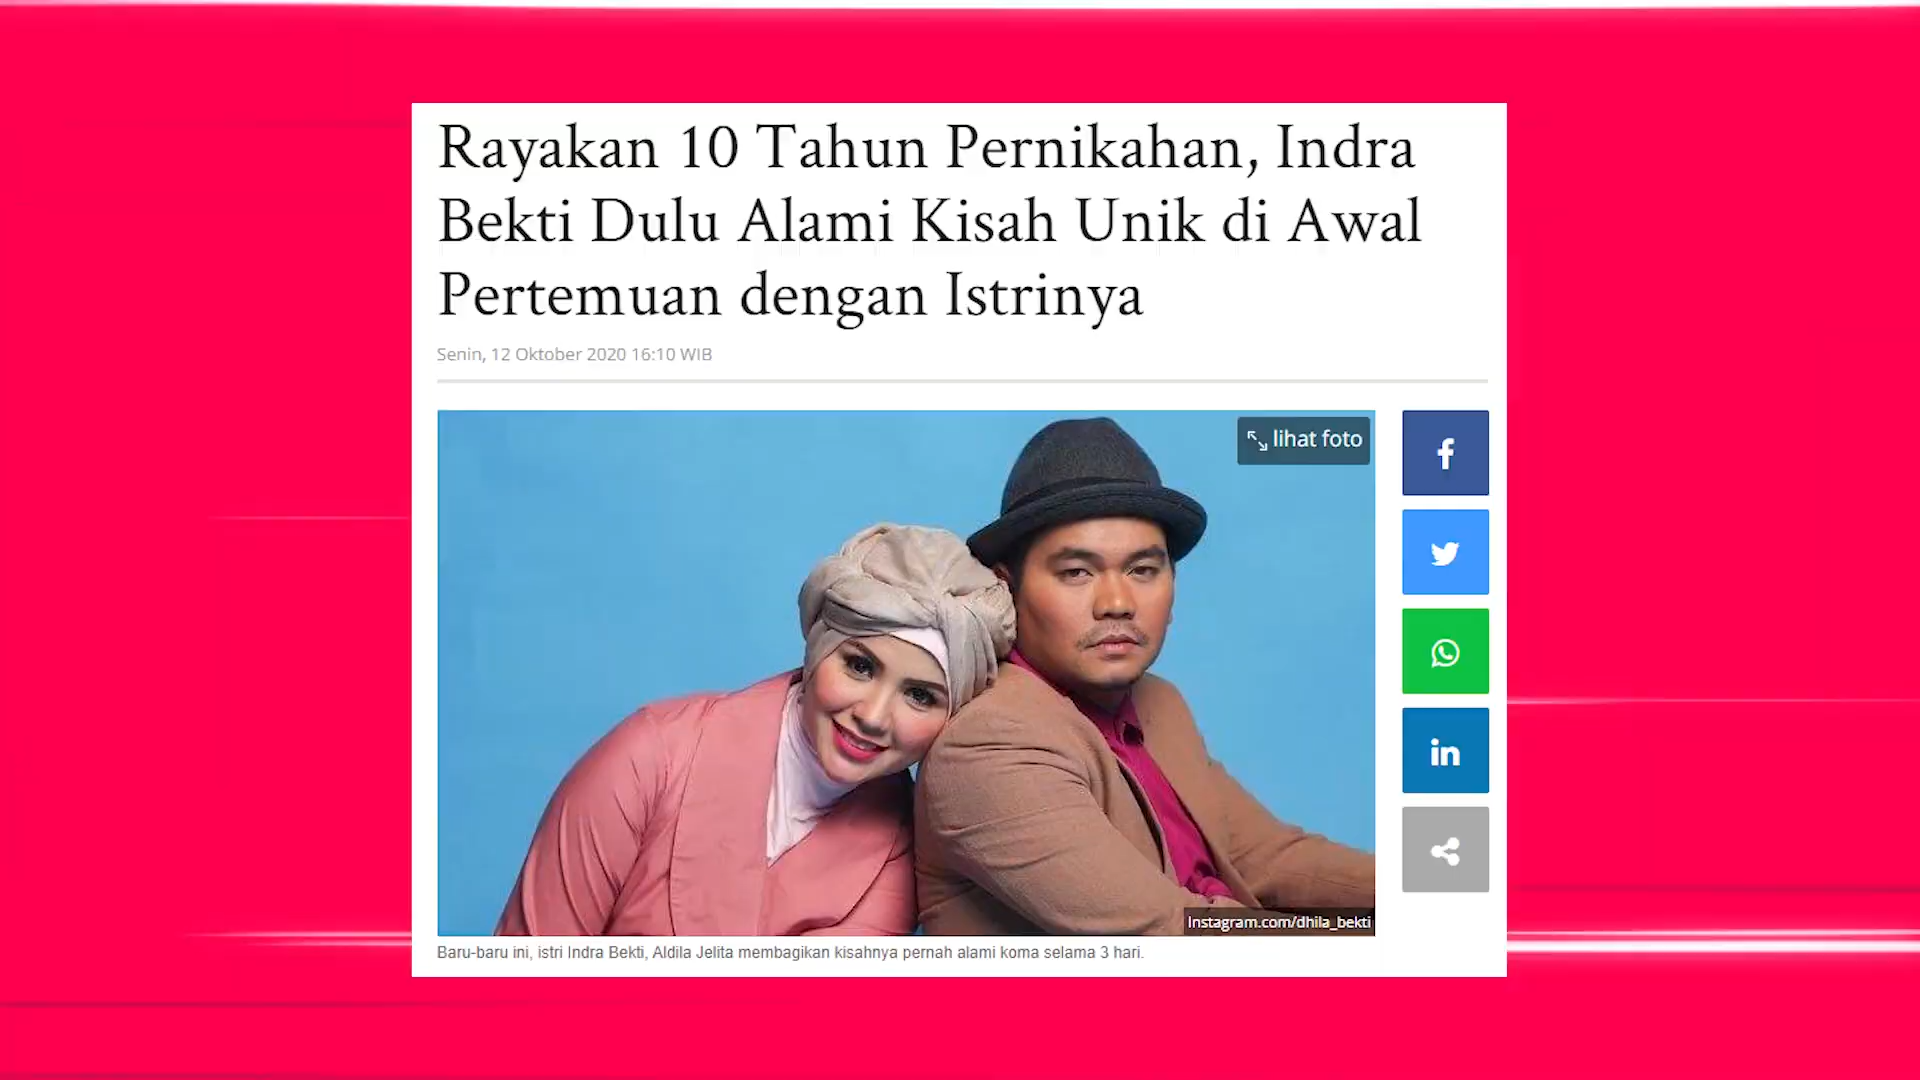 Rayakan 10 Tahun Pernikahan, Indra
Bekti Dulu Alami Kisah Unik di Awal
Pertemuan dengan Istrinya
Senin, 12 Oktober 2020 16:10 WIB
lihat foto
Instagram.com/dhila_bekti
Baru-baru ini, istri Indra Bekti, Aldila Jelita membagikan kisahnya pernah alami koma selama 3 hari.